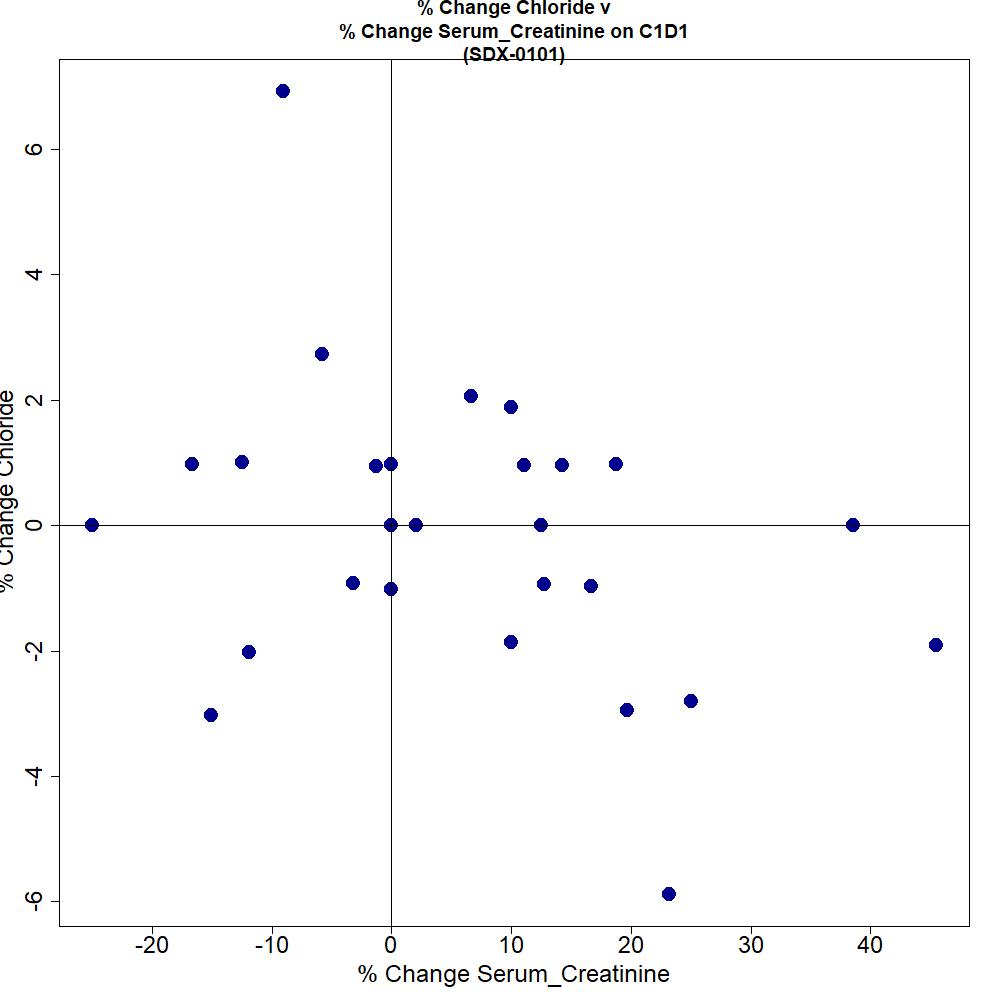 % Change Chloride v
% Change Serum_Creatinine on C1D1
(SDX-0101)
% Change Chloride
6
4
2
0
-2
-4
-6
-20 -10 0 10 20 30 40
% Change Serum_Creatinine